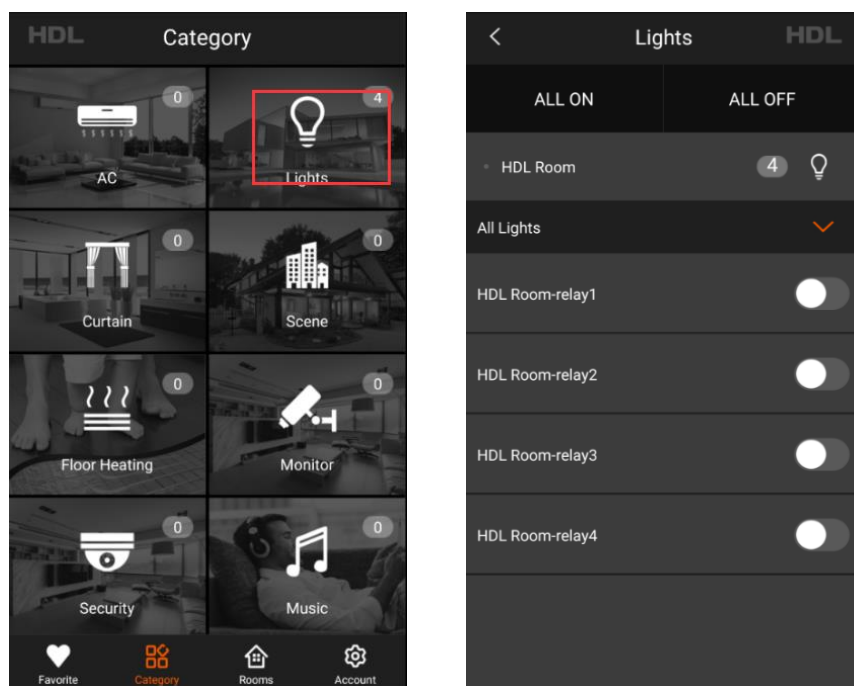 HDL Category
0 4
AC Lights
0 0
Curtain Scene
0 0
Floor Heating Monitor
0 0
Security Music
Favorite Category Rooms Account
Lights HDL
ALL ON ALL OFF
HDL Room 4
All Lights
HDL Room-relay1
HDL Room-relay2
HDL Room-relay3
HDL Room-relay4